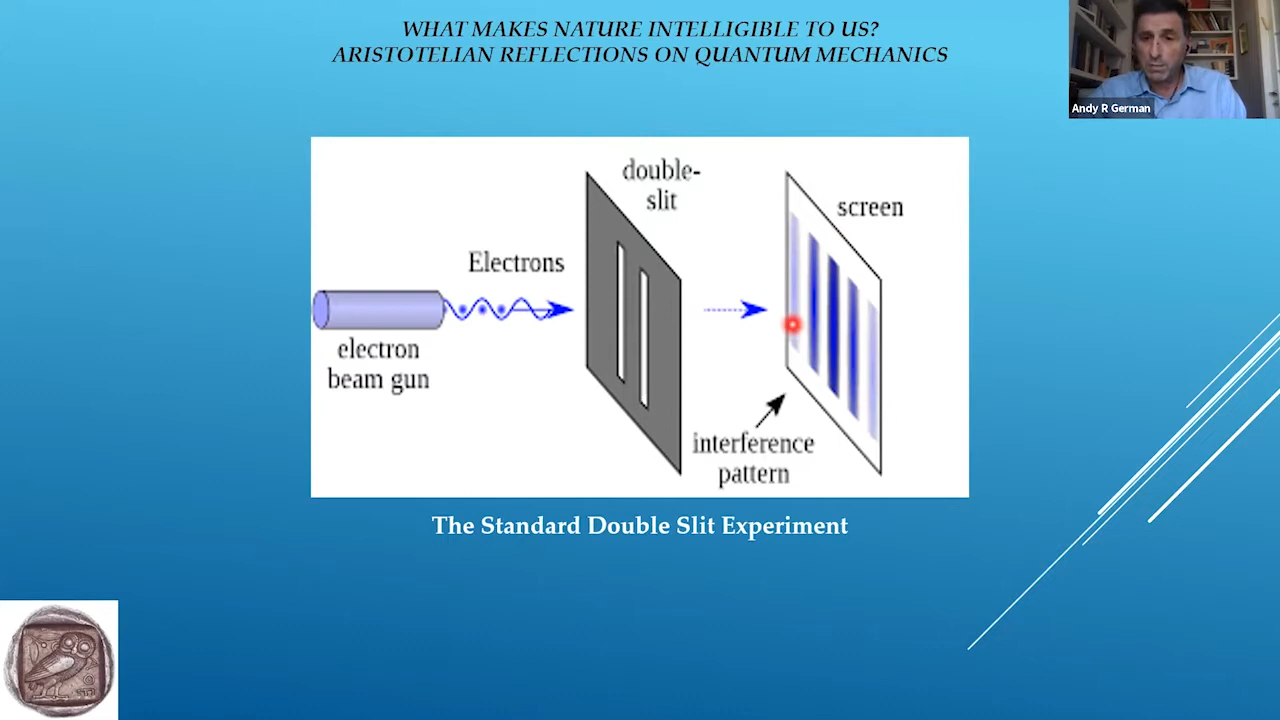 WHAT MAKES NATURE INTELLIGIBLE TO US?
ARISTOTELIAN REFLECTIONS ON QUANTUM MECHANICS
Andy R German
double-
slit
screen
Electrons
electron
beam gun
interference
pattern
The Standard Double Slit Experiment